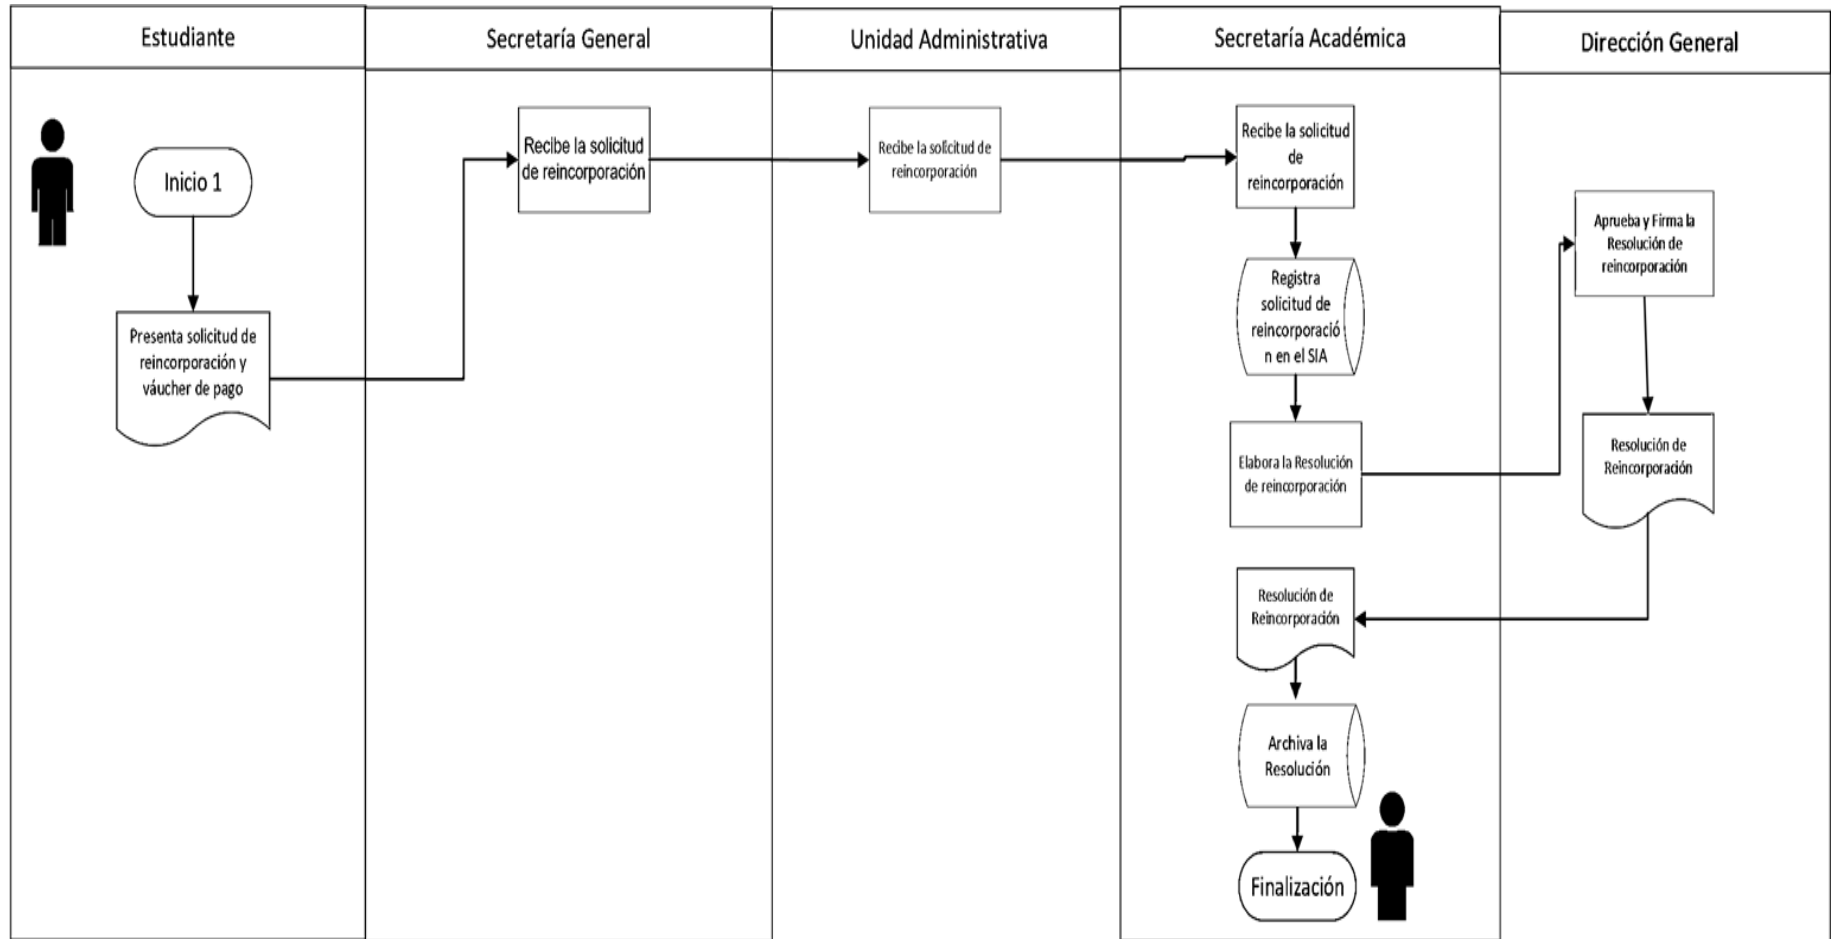 Estudiante
Secretaría General
Unidad Administrativa
Secretaría Académica
Dirección General
Inicio 1
Presenta solicitud de
reincorporación y
váucher de pago
Recibe la solicitud
de reincorporación
Recibe la solicitud de
reincorporación
Recibe la solicitud
de
reincorporación
Registra
solicitud de
reincorporació
n en el SIA
Elabora la Resolución
de reincorporación
Aprueba y Firma la
Resolución de
reincorporación
Resolución de
Reincorporación
Resolución de
Reincorporación
Archiva la
Resolución
Finalización